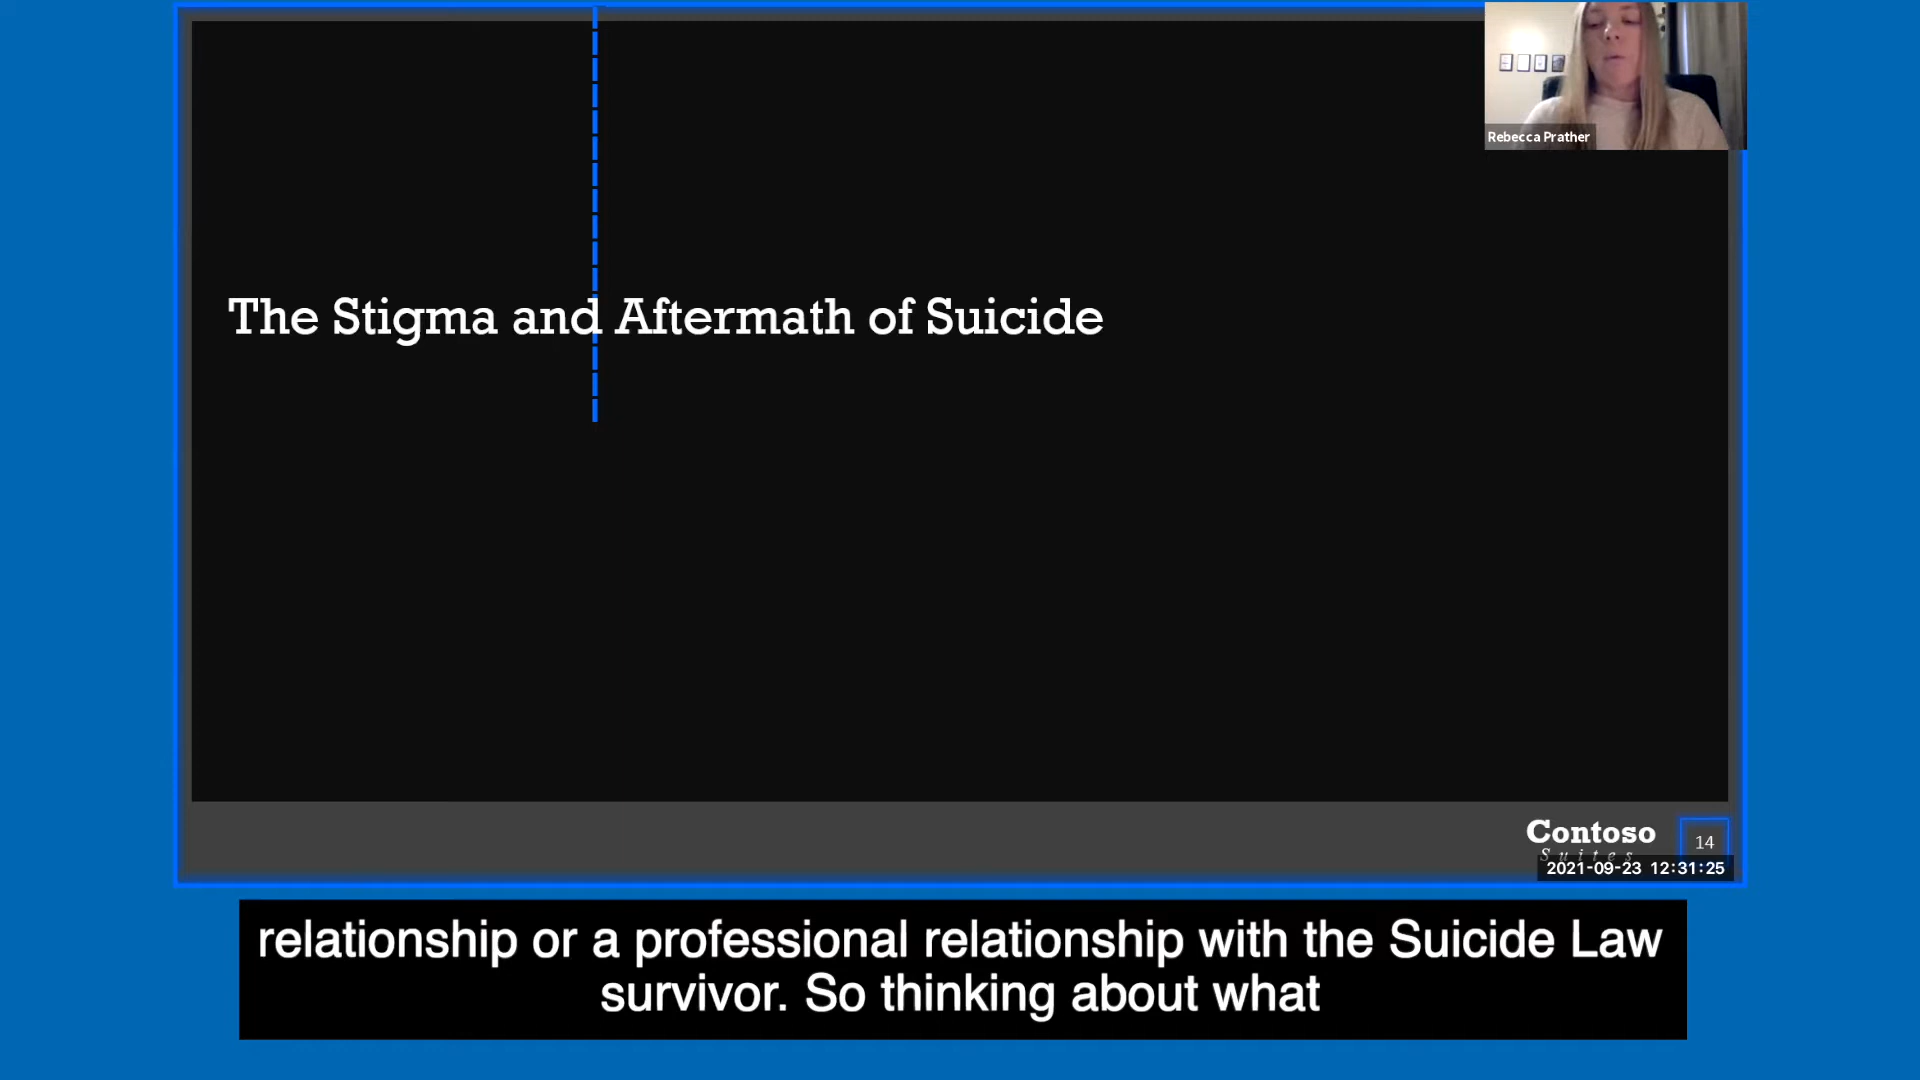 Rebecca Prather
The Stigma and Aftermath of Suicide
Contoso
Suites
14
2021-09-23 12:31:25
relationship or a professional relationship with the Suicide Law
survivor. So thinking about what